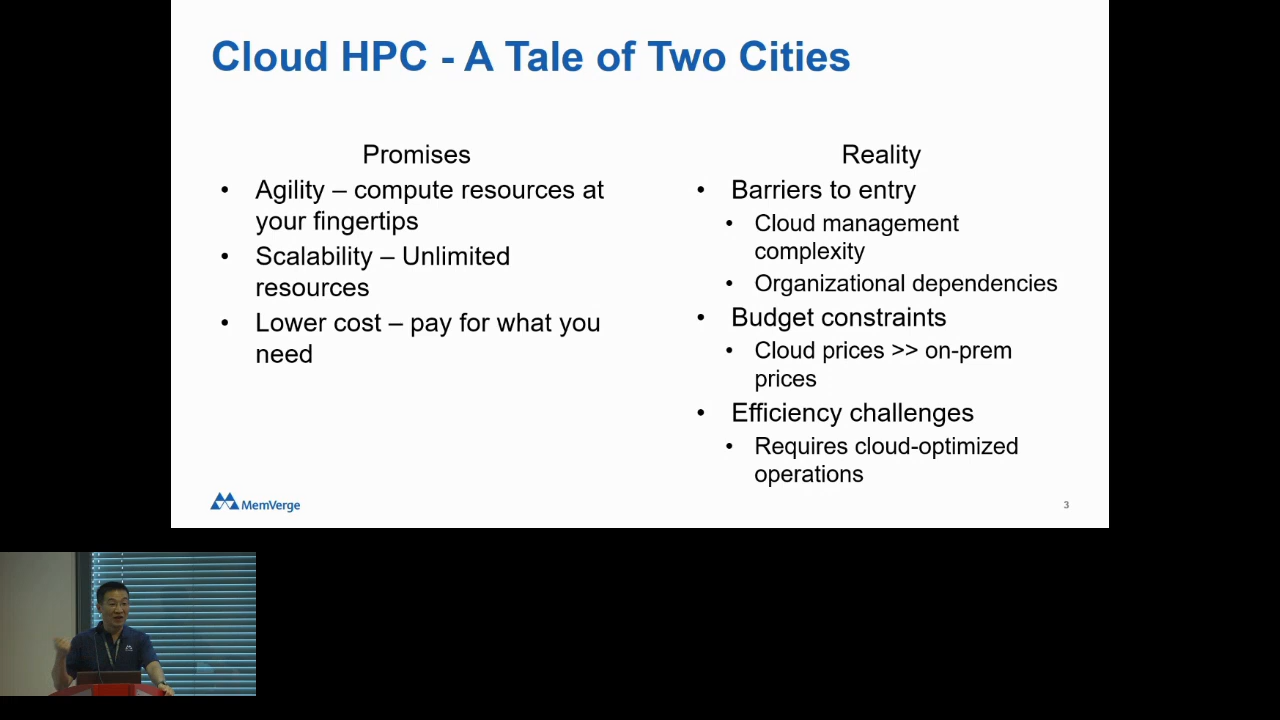 Cloud HPC - A Tale of Two Cities
Promises
• Agility – compute resources at
your fingertips
• Scalability – Unlimited
resources
• Lower cost – pay for what you
need
Reality
• Barriers to entry
• Cloud management
complexity
• Organizational dependencies
• Budget constraints
• Cloud prices >> on-prem
prices
• Efficiency challenges
• Requires cloud-optimized
operations
MemVerge
3